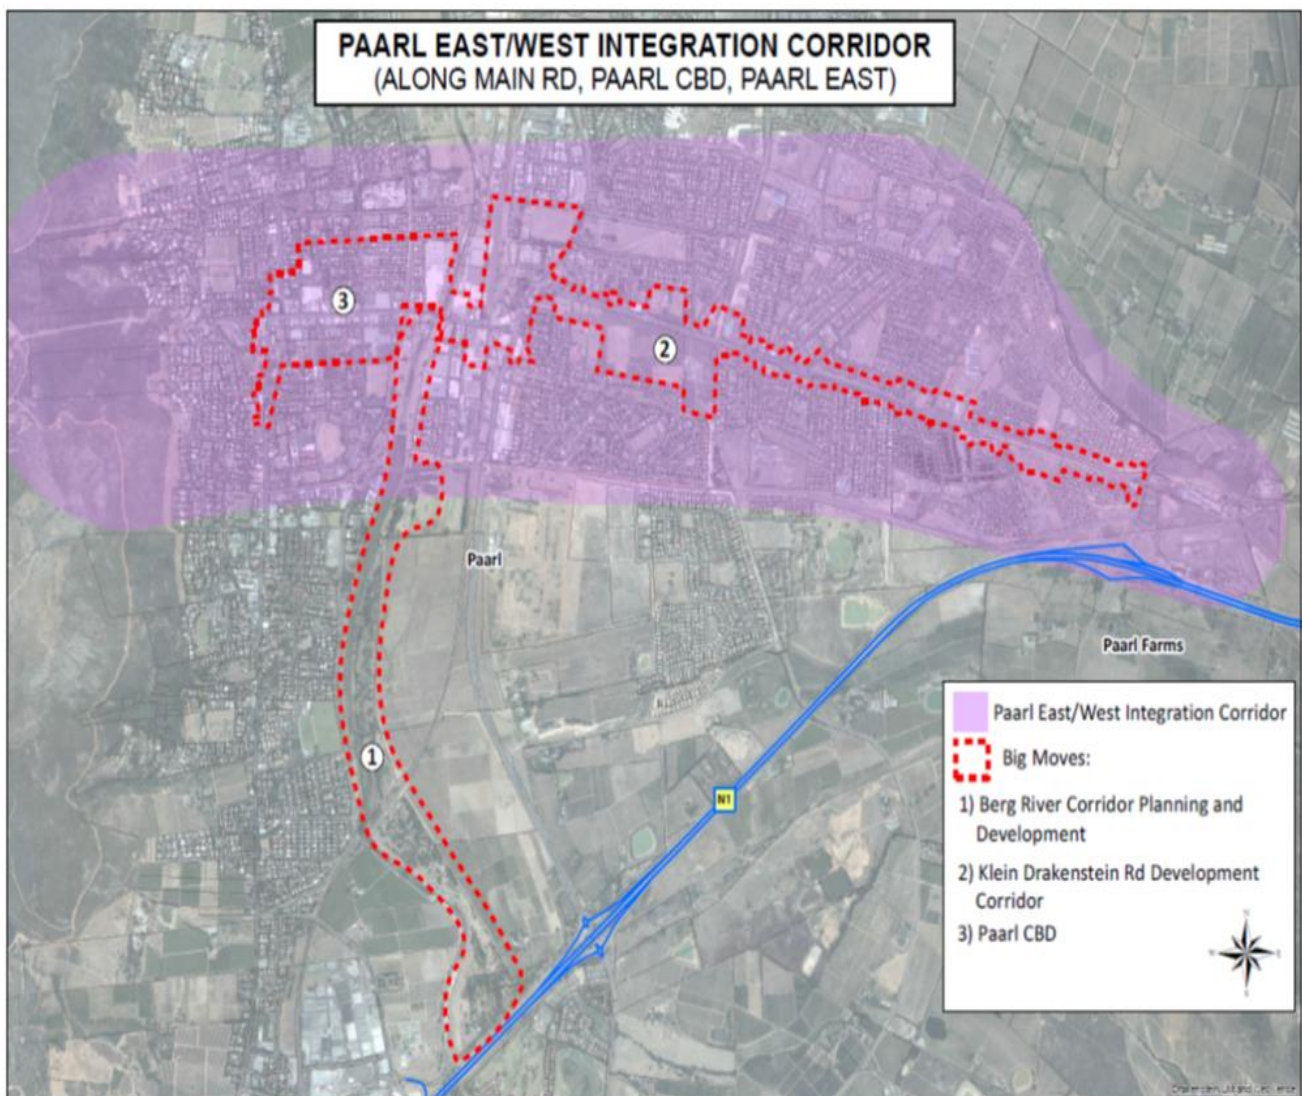 PAARL EAST/WEST INTEGRATION CORRIDOR
(ALONG MAIN RD, PAARL CBD, PAARL EAST)
3
2
Paarl
Paarl Farms
1
N1
Paarl East/West Integration Corridor
Big Moves:
1) Berg River Corridor Planning and
Development
2) Klein Drakenstein Rd Development
Corridor
3) Paarl CBD